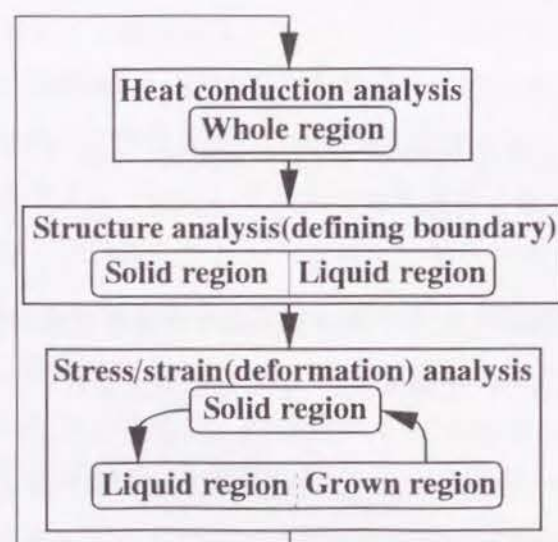 Heat conduction analysis
Whole region
Structure analysis(defining boundary)
Solid region Liquid region
Stress/strain(deformation) analysis
Solid region
Liquid region Grown region